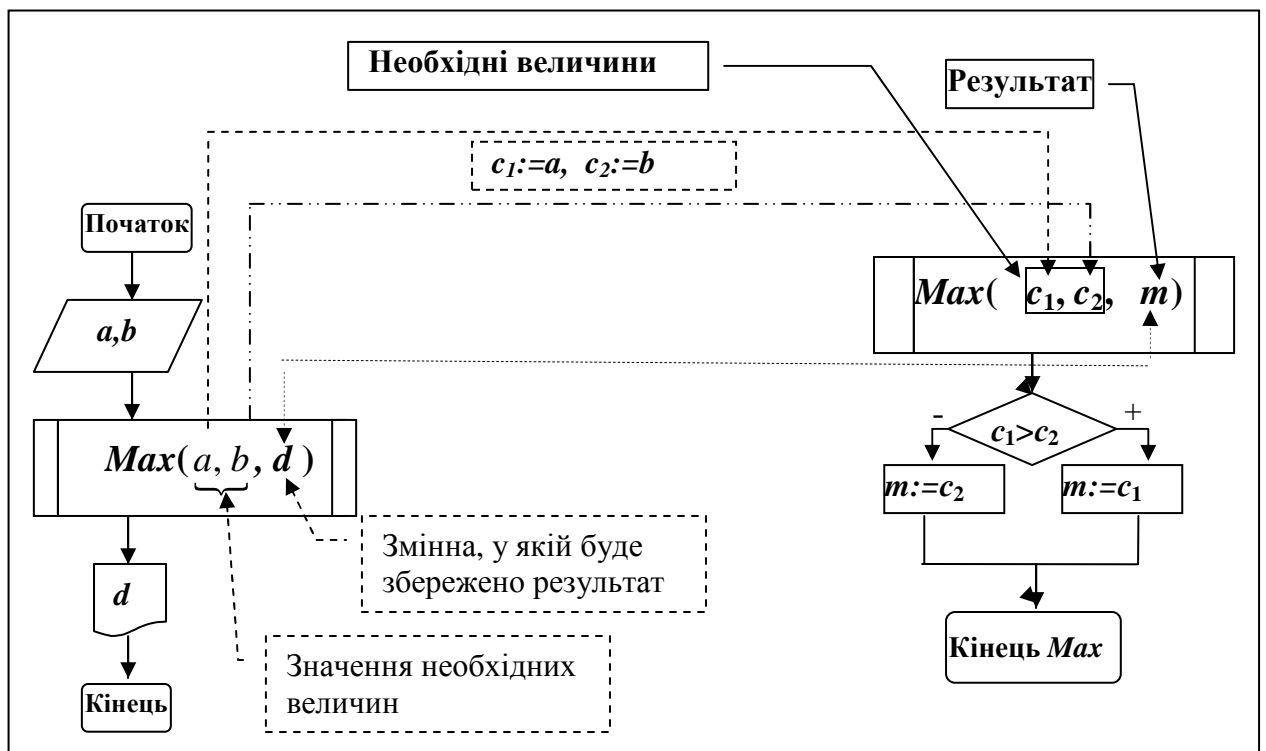 Необхідні величини
Результат
c₁:=a, c₂:=b
Початок
a,b
Max(a, b, d )
Змінна, у якій буде
збережено результат
d
Значення необхідних
величин
Кінець
Max( c₁, c₂, m)
-
+
c₁>c₂
m:=c₂
m:=c₁
Кінець Max